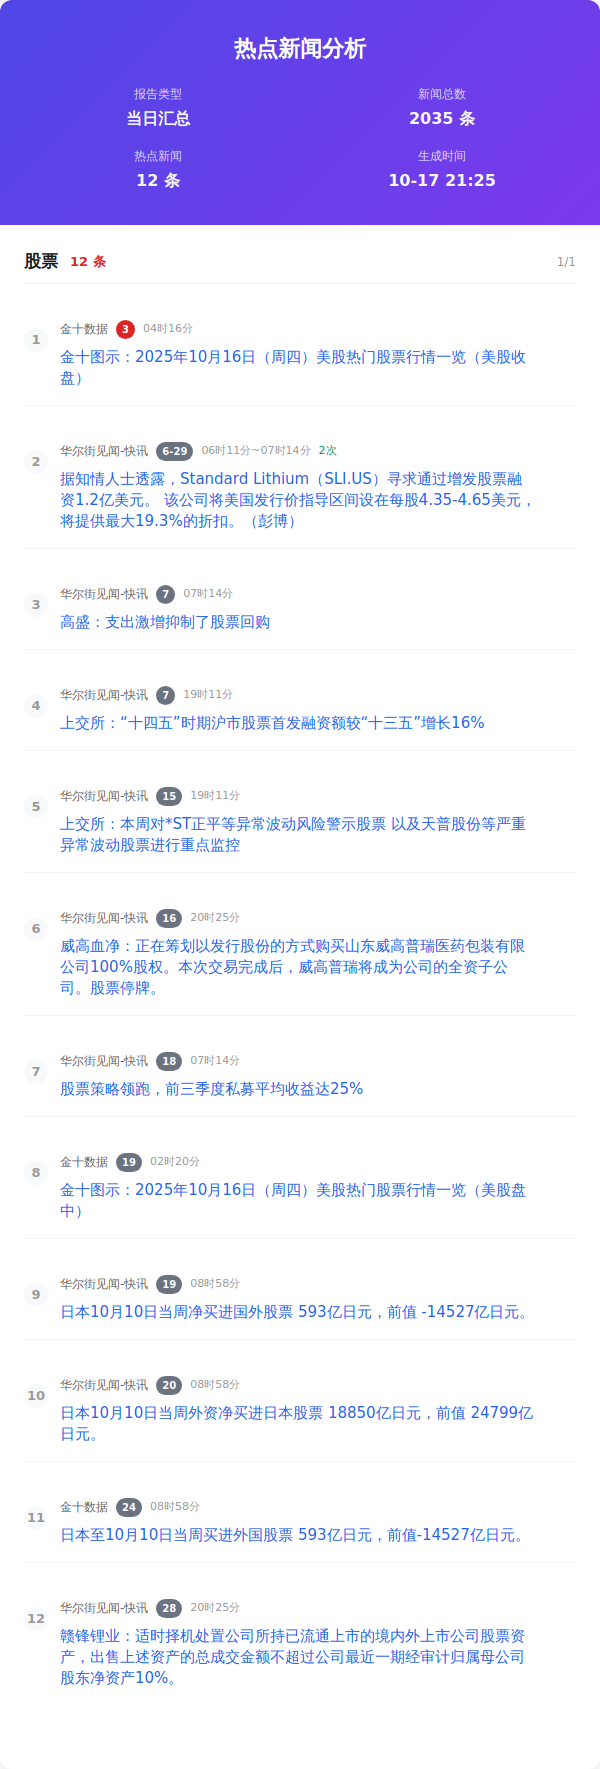 热点新闻分析
报告类型
当日汇总
新闻总数
2035 条
热点新闻
12 条
生成时间
10-17 21:25
股票 12 条 1/1
1
金十数据 3 04时16分
金十图示：2025年10月16日（周四）美股热门股票行情一览（美股收
盘）
2
华尔街见闻-快讯 6-29 06时11分~07时14分 2次
据知情人士透露，Standard Lithium（SLI.US）寻求通过增发股票融
资1.2亿美元。 该公司将美国发行价指导区间设在每股4.35-4.65美元，
将提供最大19.3%的折扣。（彭博）
3
华尔街见闻-快讯 7 07时14分
高盛：支出激增抑制了股票回购
4
华尔街见闻-快讯 7 19时11分
上交所：“十四五”时期沪市股票首发融资额较“十三五”增长16%
5
华尔街见闻-快讯 15 19时11分
上交所：本周对*ST正平等异常波动风险警示股票 以及天普股份等严重
异常波动股票进行重点监控
6
华尔街见闻-快讯 16 20时25分
威高血净：正在筹划以发行股份的方式购买山东威高普瑞医药包装有限
公司100%股权。本次交易完成后，威高普瑞将成为公司的全资子公
司。股票停牌。
7
华尔街见闻-快讯 18 07时14分
股票策略领跑，前三季度私募平均收益达25%
8
金十数据 19 02时20分
金十图示：2025年10月16日（周四）美股热门股票行情一览（美股盘
中）
9
华尔街见闻-快讯 19 08时58分
日本10月10日当周净买进国外股票 593亿日元，前值 -14527亿日元。
10
华尔街见闻-快讯 20 08时58分
日本10月10日当周外资净买进日本股票 18850亿日元，前值 24799亿
日元。
11
金十数据 24 08时58分
日本至10月10日当周买进外国股票 593亿日元，前值-14527亿日元。
12
华尔街见闻-快讯 28 20时25分
赣锋锂业：适时择机处置公司所持已流通上市的境内外上市公司股票资
产，出售上述资产的总成交金额不超过公司最近一期经审计归属母公司
股东净资产10%。